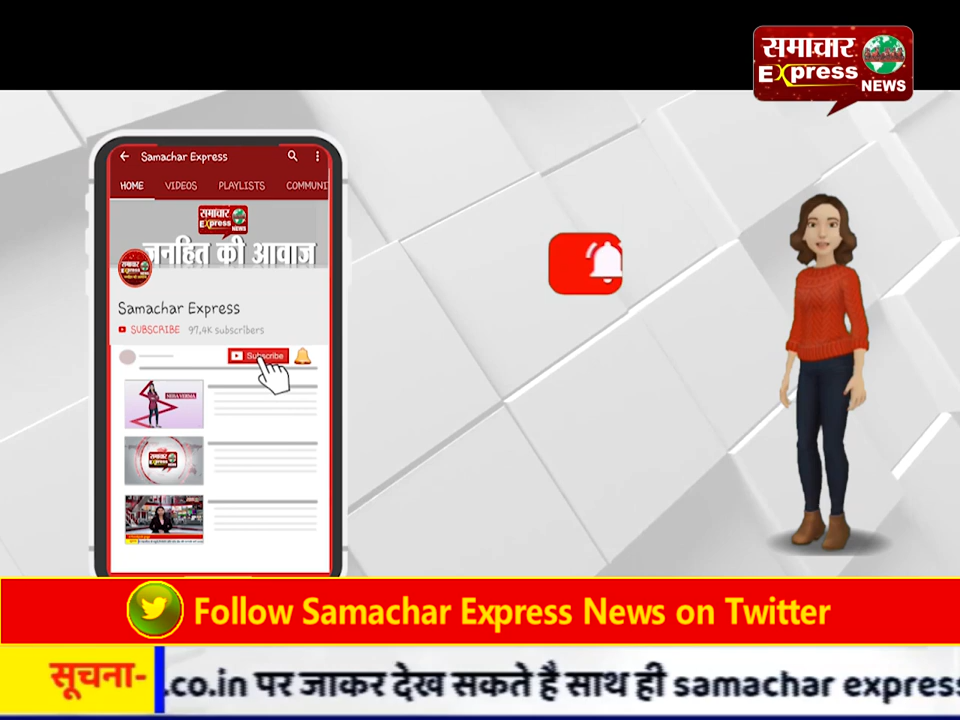 समाचार
Express
NEWS
Samachar Express
HOME VIDEOS PLAYLISTS COMMUNI
समाचार
Express
NEWS
जनहित की आवाज
Samachar Express
SUBSCRIBE 97.4K subscribers
Subscribe
Follow Samachar Express News on Twitter
सूचना- .co.in पर जाकर देख सकते है साथ ही samachar express